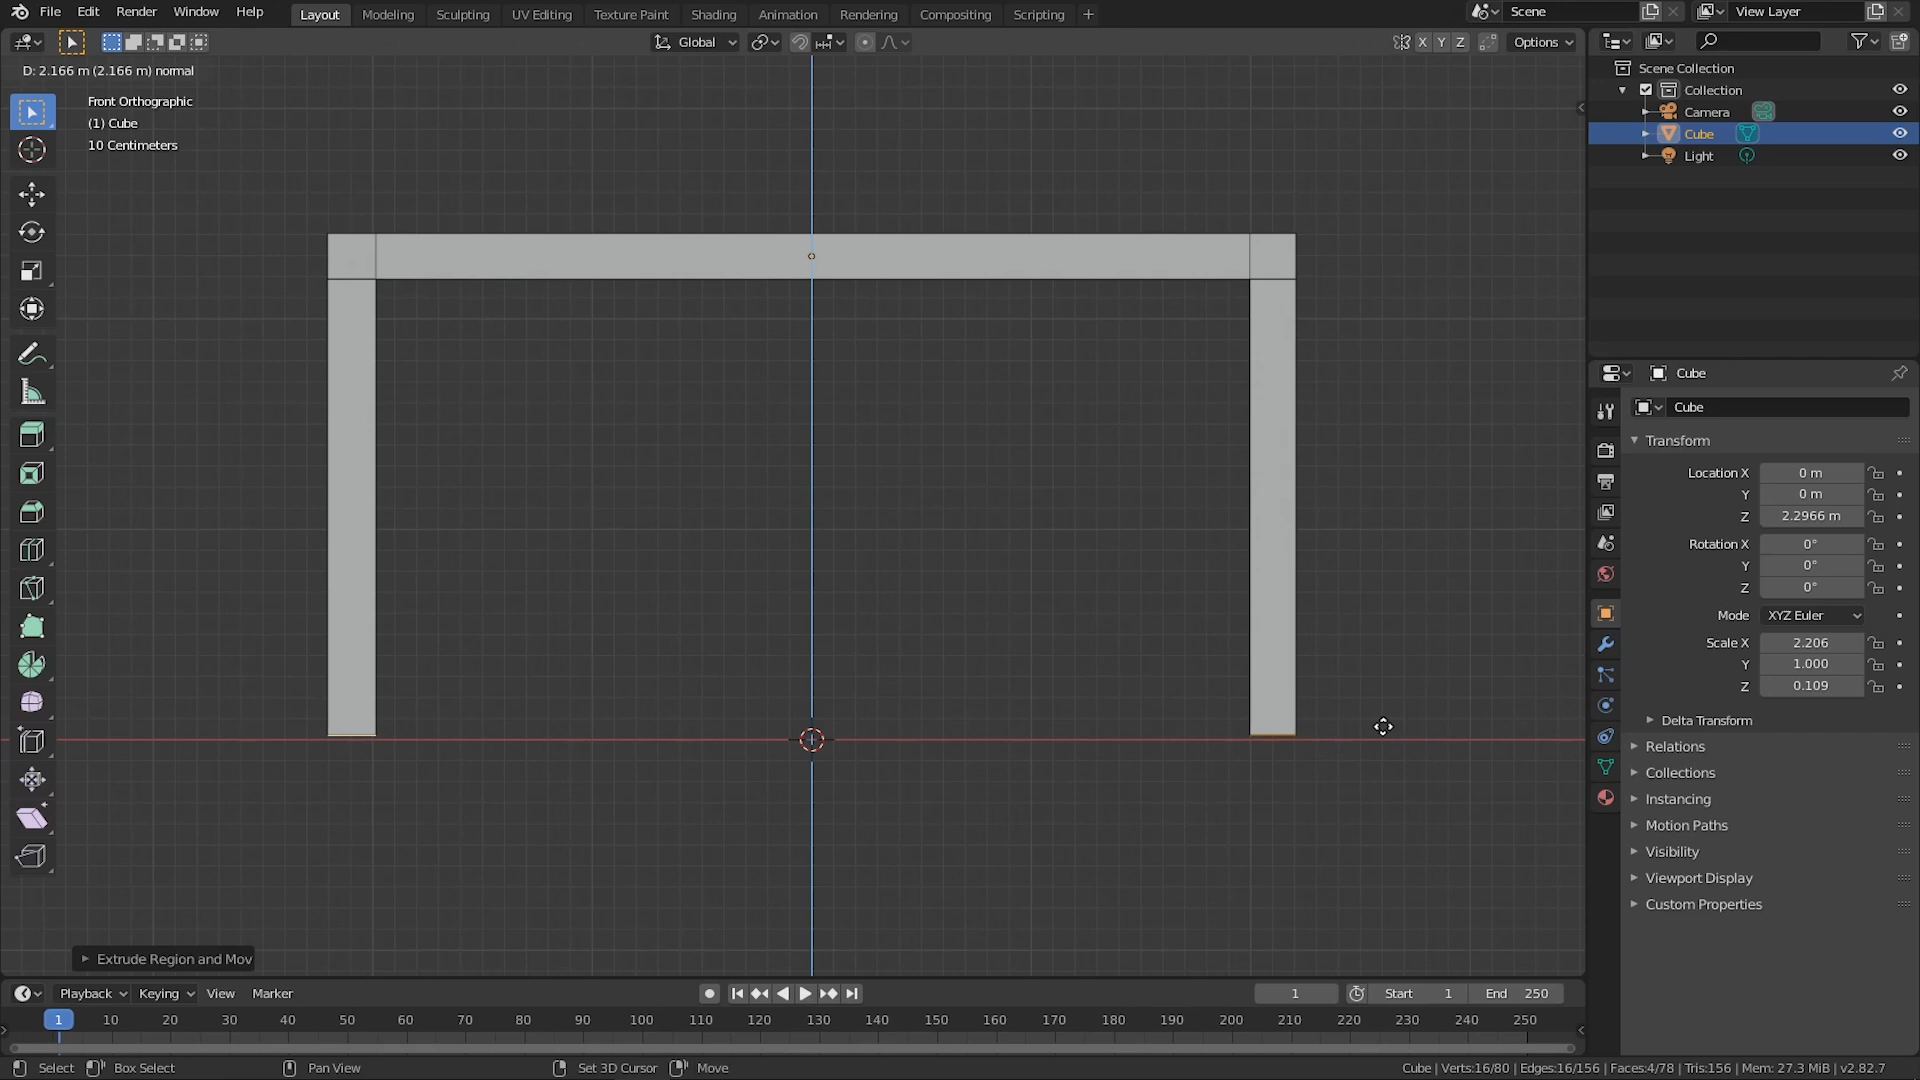 File Edit Render Window Help Layout Modeling Sculpting UV Editing Texture Paint Shading Animation Rendering Compositing Scripting + Scene View Layer
Global X Y Z Options
D: 2.166 m (2.166 m) normal
Front Orthographic
(1) Cube
10 Centimeters
Scene Collection
Collection
Camera
Cube
Light
Cube
Cube
Transform
Location X 0 m
Y 0 m
Z 2.2966 m
Rotation X 0°
Y 0°
Z 0°
Mode XYZ Euler
Scale X 2.206
Y 1.000
Z 0.109
Delta Transform
Relations
Collections
Instancing
Motion Paths
Visibility
Viewport Display
Custom Properties
Extrude Region and Mov
Playback Keying View Marker 1 Start 1 End 250
1 10 20 30 40 50 60 70 80 90 100 110 120 130 140 150 160 170 180 190 200 210 220 230 240 250
Select Box Select Pan View Set 3D Cursor Move Cube | Verts:16/80 | Edges:16/156 | Faces:4/78 | Tris:156 | Mem: 27.3 MiB | v2.82.7